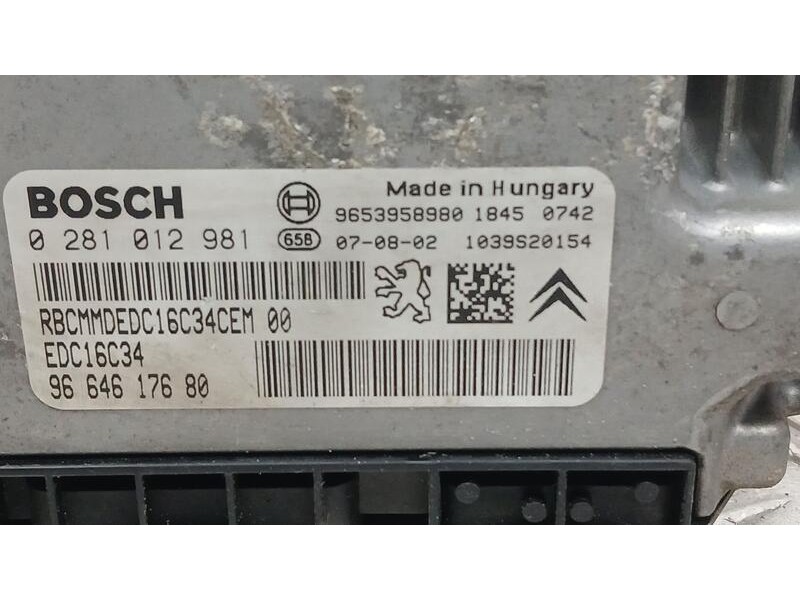 BOSCH
Made in Hungary
9653958980 1845 0742
0 281 012 981
65B 07-08-02 1039S20154
RBCMMDEDC16C34CEM 00
EDC16C34
96 646 176 80